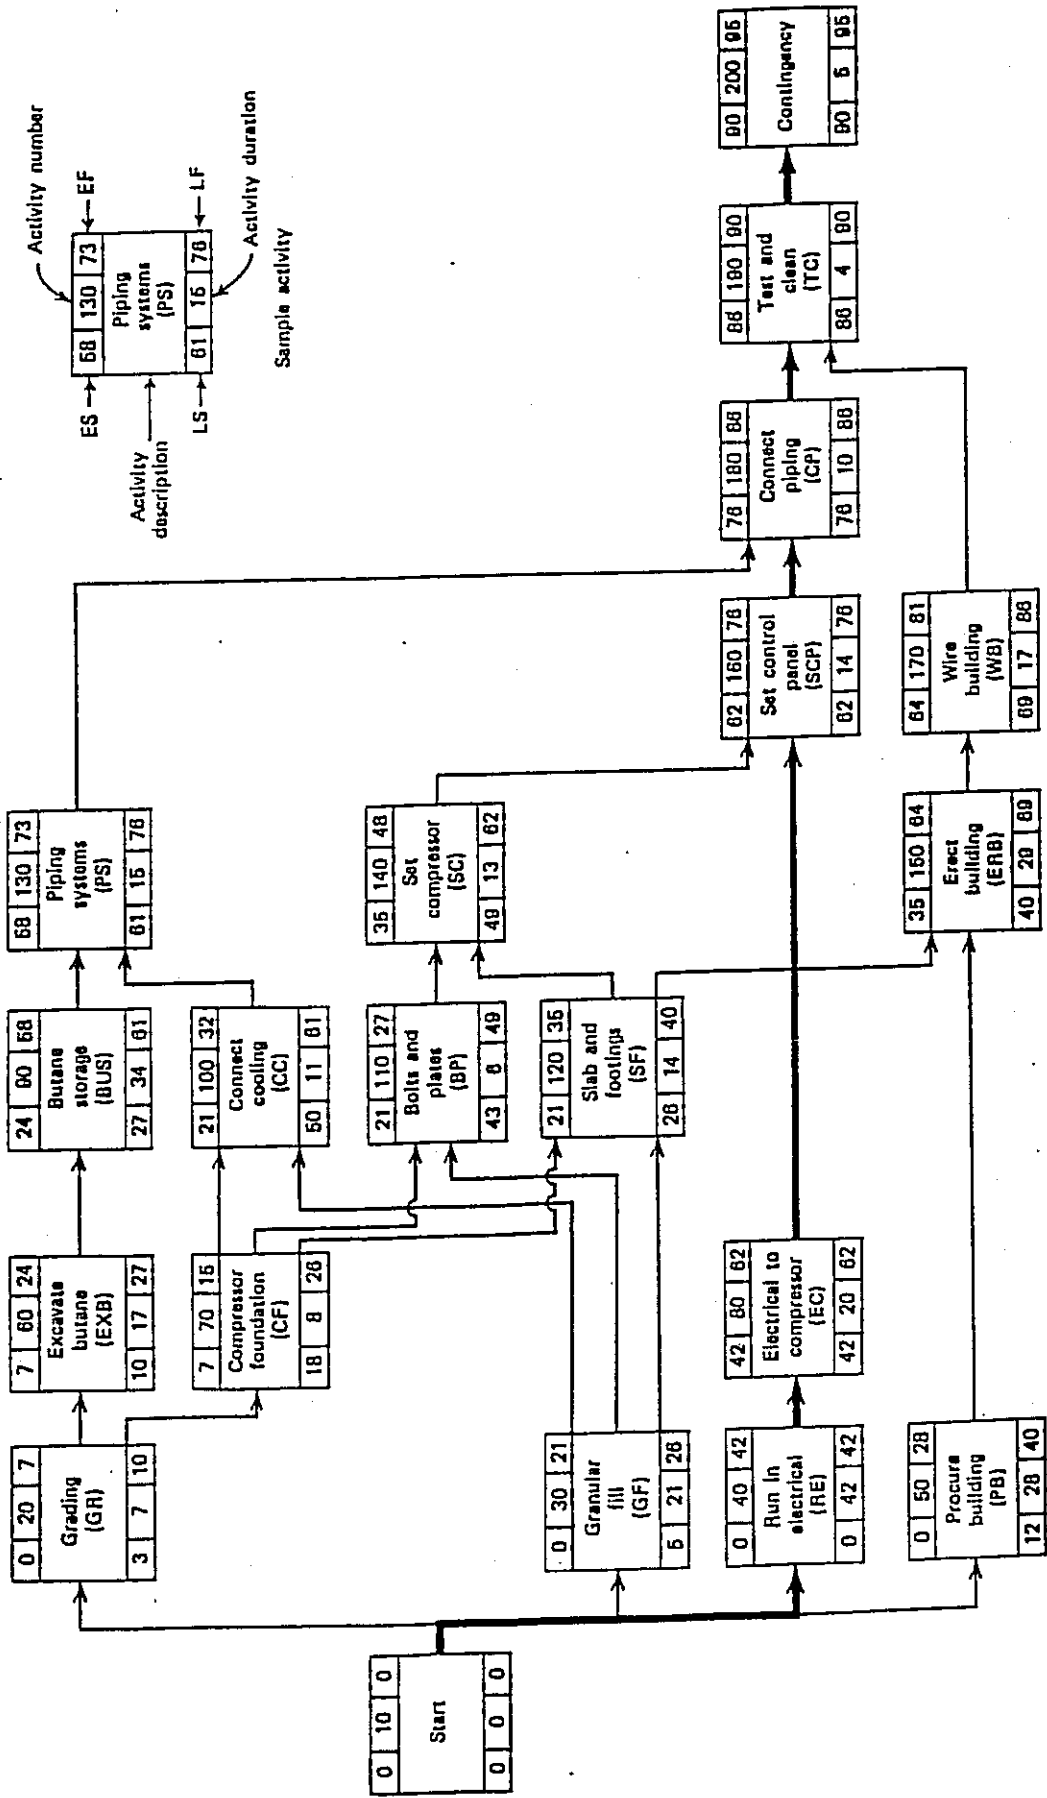 Activity number
ES
58 130 73
EF
Piping
systems
(PS)
Activity
description
LS
61 15 76
LF
Activity duration
Sample activity
0 10 0
Start
0 0 0
0 20 7
Grading
(GR)
3 7 10
7 60 24
Excavate
butane
(EXB)
10 17 27
24 90 58
Butane
storage
(BUS)
27 34 61
58 130 73
Piping
systems
(PS)
61 15 76
7 70 15
Compressor
foundation
(CF)
18 8 26
21 100 32
Connect
cooling
(CC)
50 11 61
21 110 27
Bolts and
plates
(BP)
43 6 49
35 140 48
Set
compressor
(SC)
49 13 62
0 30 21
Granular
fill
(GF)
5 21 26
21 120 35
Slab and
footings
(SF)
26 14 40
0 40 42
Run in
electrical
(RE)
0 42 42
42 80 62
Electrical to
compressor
(EC)
42 20 62
62 160 76
Set control
panel
(SCP)
62 14 76
76 180 86
Connect
piping
(CP)
76 10 86
86 190 90
Test and
clean
(TC)
86 4 90
90 200 95
Contingency
90 5 95
0 50 28
Procure
building
(PB)
12 28 40
35 150 64
Erect
building
(ERB)
40 29 69
64 170 81
Wire
building
(WB)
69 17 86